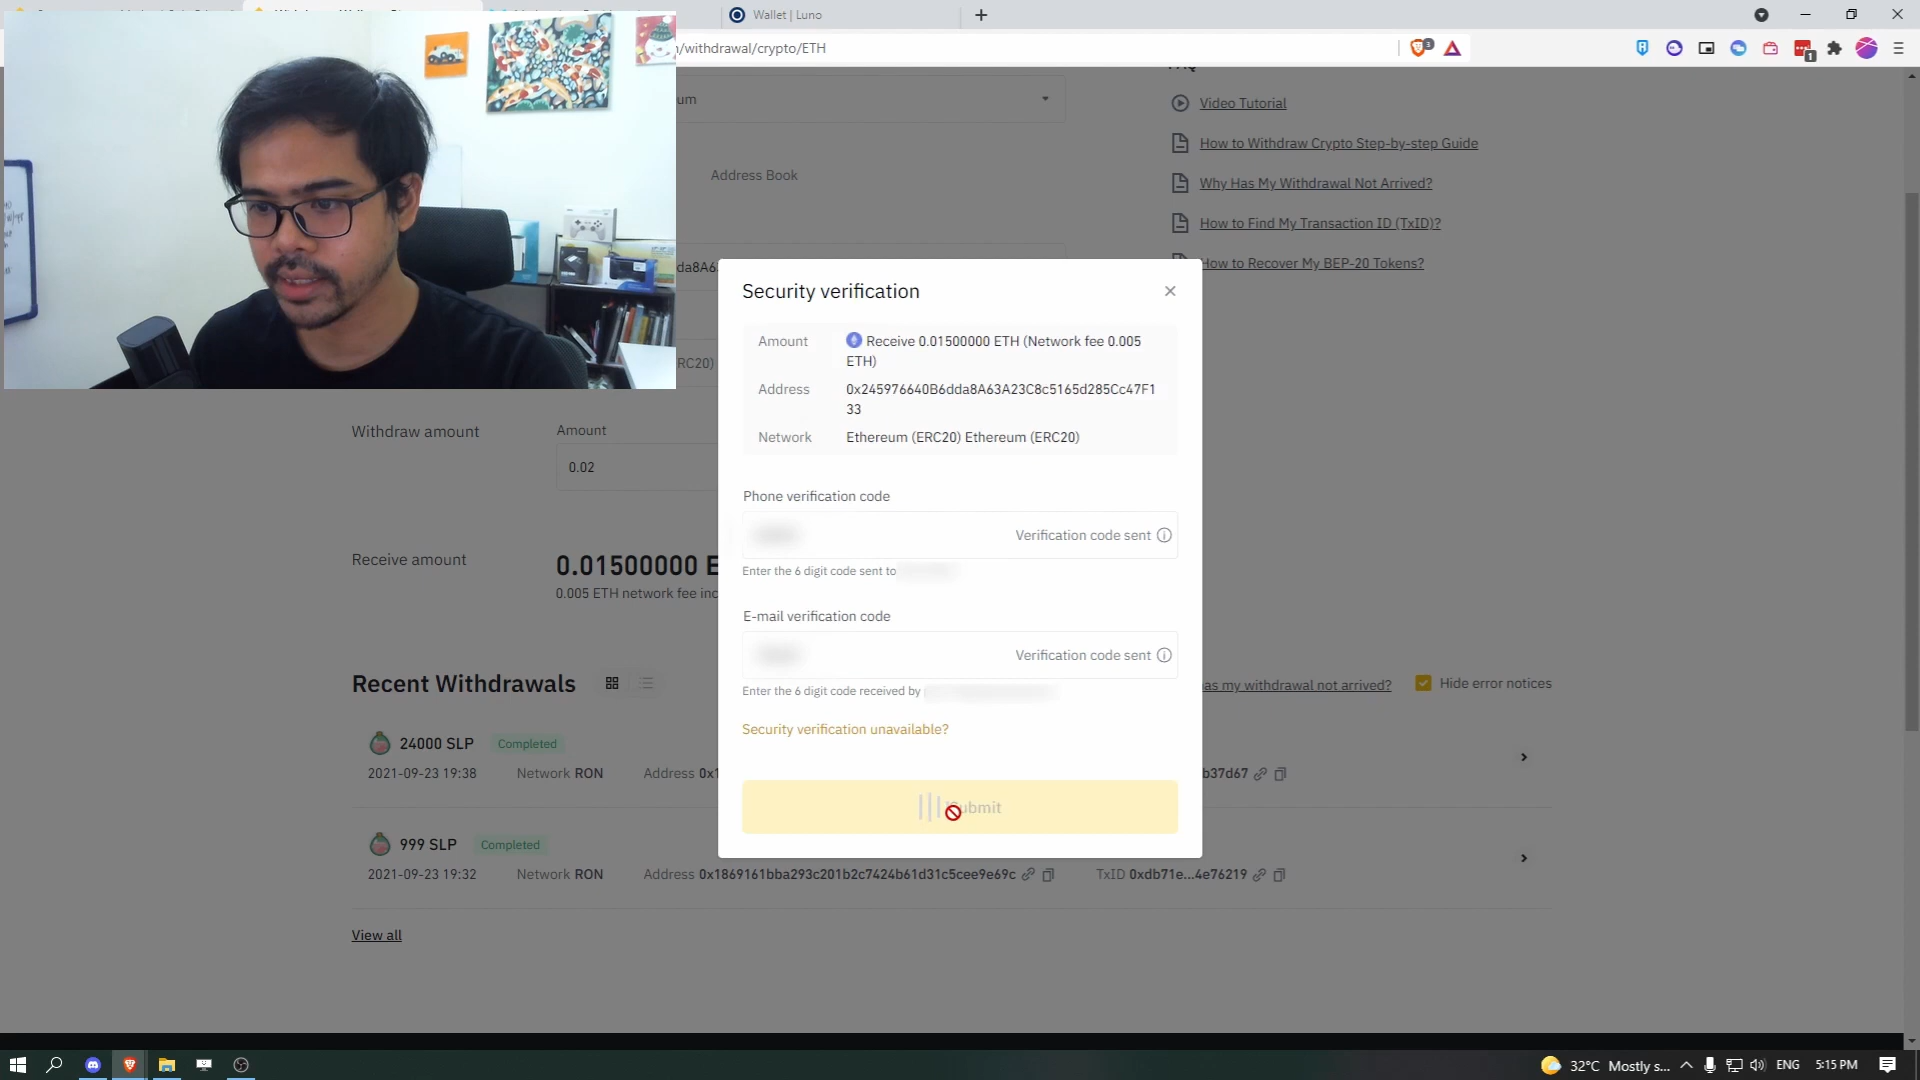 Wallet | Luno
/withdrawal/crypto/ETH
1
um
Video Tutorial
How to Withdraw Crypto Step-by-step Guide
Address Book
Why Has My Withdrawal Not Arrived?
How to Find My Transaction ID (TxID)?
How to Recover My BEP-20 Tokens?
da8A6
Security verification
Amount
Receive 0.01500000 ETH (Network fee 0.005
ETH)
RC20)
Address
0x245976640B6dda8A63A23C8c5165d285Cc47F1
33
Network
Ethereum (ERC20) Ethereum (ERC20)
Withdraw amount
Amount
0.02
Phone verification code
Verification code sent
Enter the 6 digit code sent to
Receive amount
0.01500000 E
0.005 ETH network fee inc
E-mail verification code
Verification code sent
Enter the 6 digit code received by
Recent Withdrawals
as my withdrawal not arrived?
Hide error notices
Security verification unavailable?
24000 SLP
Completed
2021-09-23 19:38
Network RON
Address 0x1
b37d67
Submit
999 SLP
Completed
2021-09-23 19:32
Network RON
Address 0x1869161bba293c201b2c7424b61d31c5cee9e69c
TxID 0xdb71e...4e76219
View all
32°C Mostly s...
ENG
5:15 PM